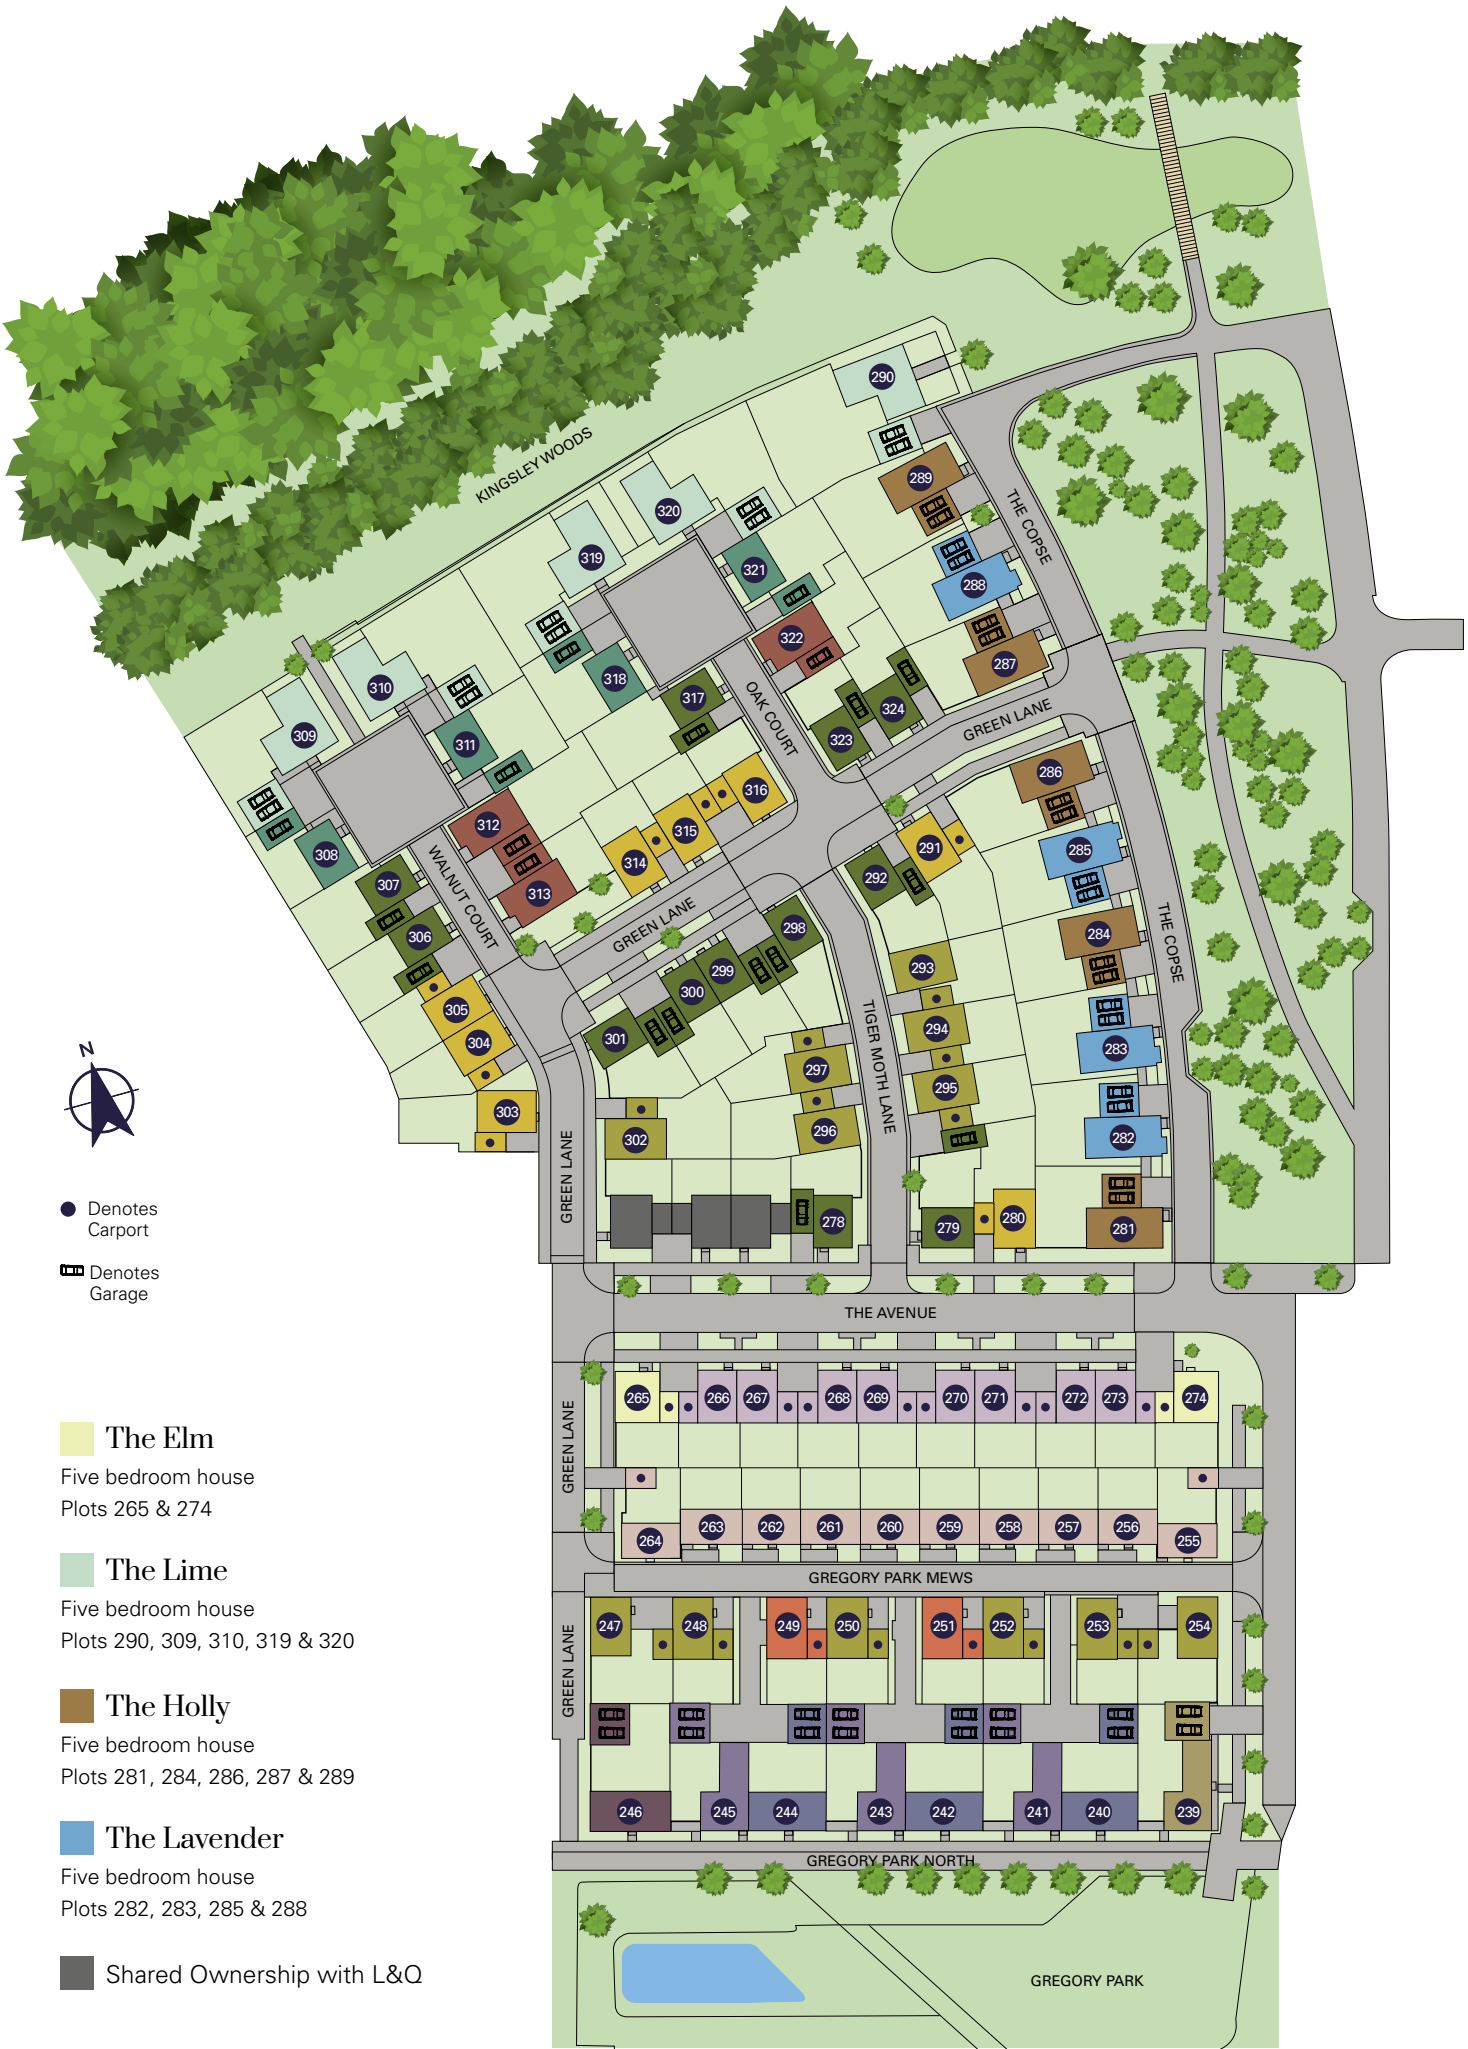 KINGSLEY WOODS
290
289
THE COPSE
320
319
321
288
322
287
318
310
317
OAK COURT
324
309
311
323
GREEN LANE
286
316
312
315
291
285
308
314
307
WALNUT COURT
313
292
306
GREEN LANE
298
284
THE COPSE
299
293
300
305
301
TIGER MOTH LANE
294
304
283
297
295
303
296
302
282
GREEN LANE
278
279
280
281
N
Denotes
Carport
Denotes
Garage
THE AVENUE
265
266
267
268
269
270
271
272
273
274
GREEN LANE
264
263
262
261
260
259
258
257
256
255
GREGORY PARK MEWS
247
248
249
250
251
252
253
254
GREEN LANE
246
245
244
243
242
241
240
239
GREGORY PARK NORTH
GREGORY PARK
The Elm
Five bedroom house
Plots 265 & 274
The Lime
Five bedroom house
Plots 290, 309, 310, 319 & 320
The Holly
Five bedroom house
Plots 281, 284, 286, 287 & 289
The Lavender
Five bedroom house
Plots 282, 283, 285 & 288
Shared Ownership with L&Q